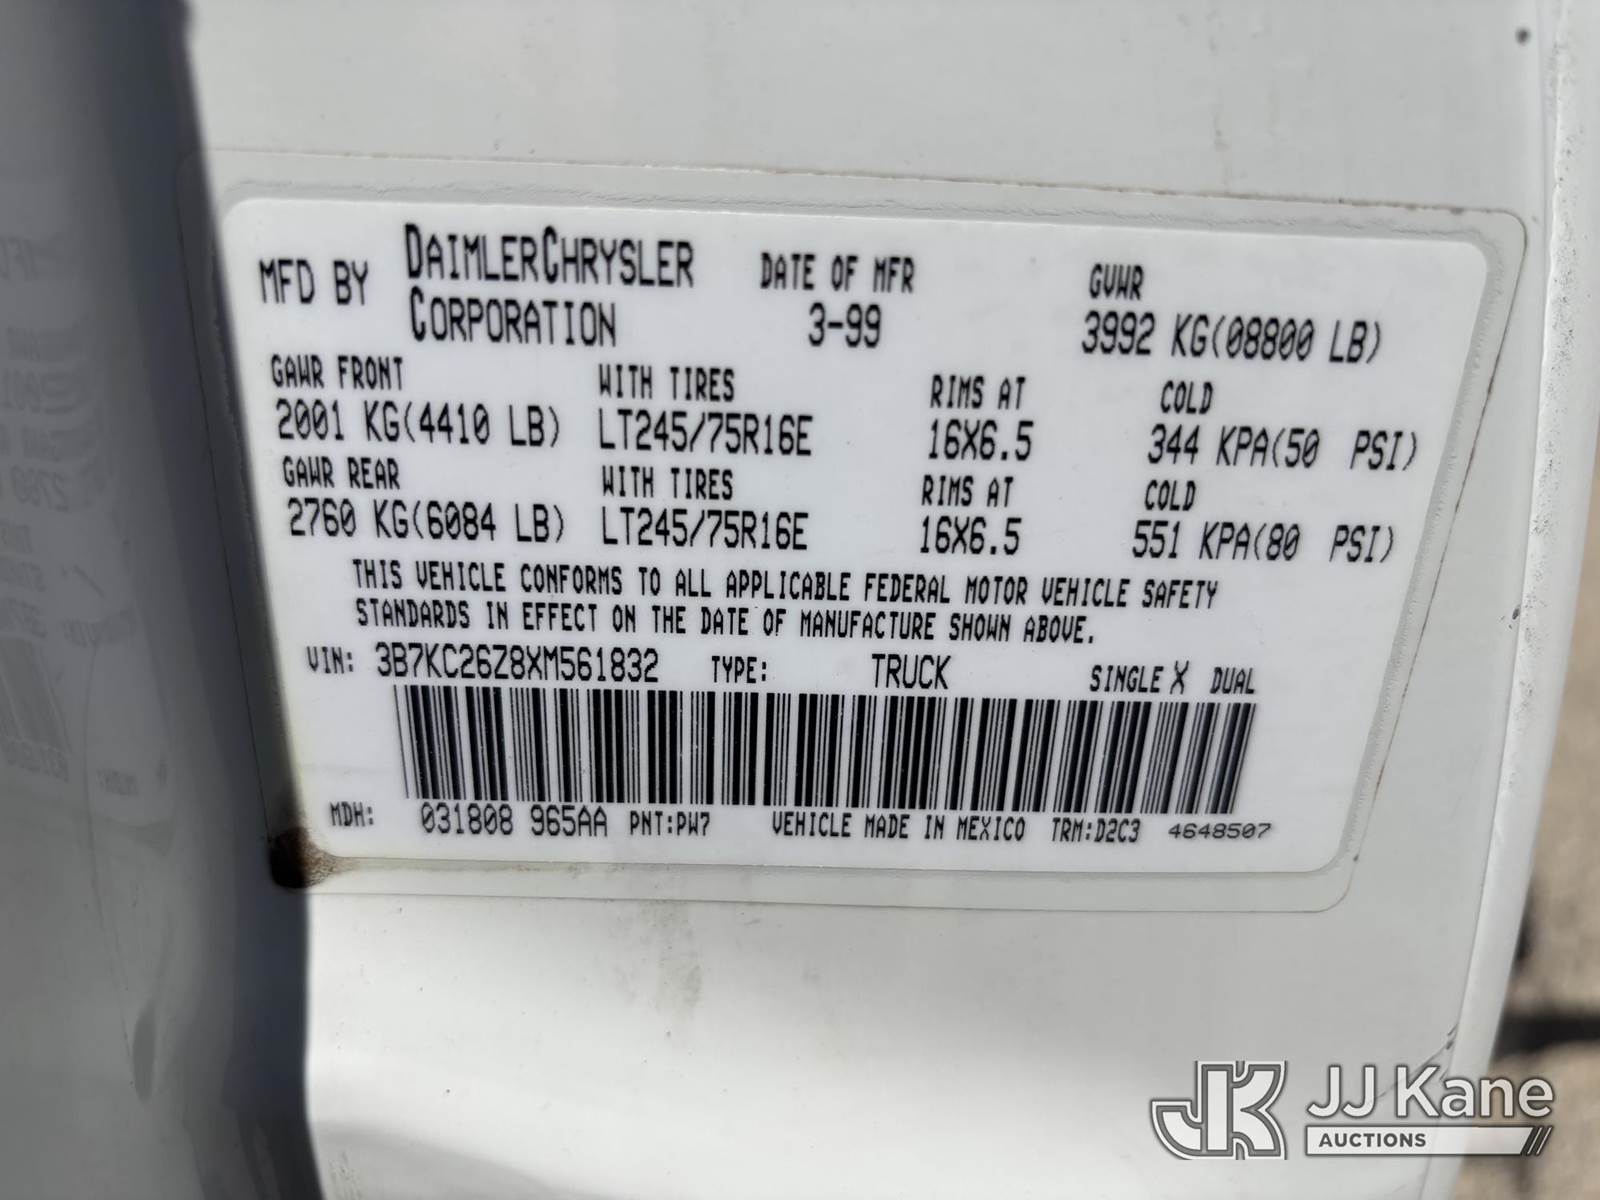 MFD BY DAIMLERCHRYSLER CORPORATION DATE OF MFR 3-99 GVWR 3992 KG(08800 LB)
GAWR FRONT WITH TIRES RIMS AT COLD
2001 KG(4410 LB) LT245/75R16E 16X6.5 344 KPA(50 PSI)
GAWR REAR WITH TIRES RIMS AT COLD
2760 KG(6084 LB) LT245/75R16E 16X6.5 551 KPA(80 PSI)
THIS VEHICLE CONFORMS TO ALL APPLICABLE FEDERAL MOTOR VEHICLE SAFETY
STANDARDS IN EFFECT ON THE DATE OF MANUFACTURE SHOWN ABOVE.
VIN: 3B7KC26Z8XM561832 TYPE: TRUCK SINGLE X DUAL
MDH: 031808 965AA PNT:PW7 VEHICLE MADE IN MEXICO TRM:D2C3 4648507
JK JJ Kane
AUCTIONS